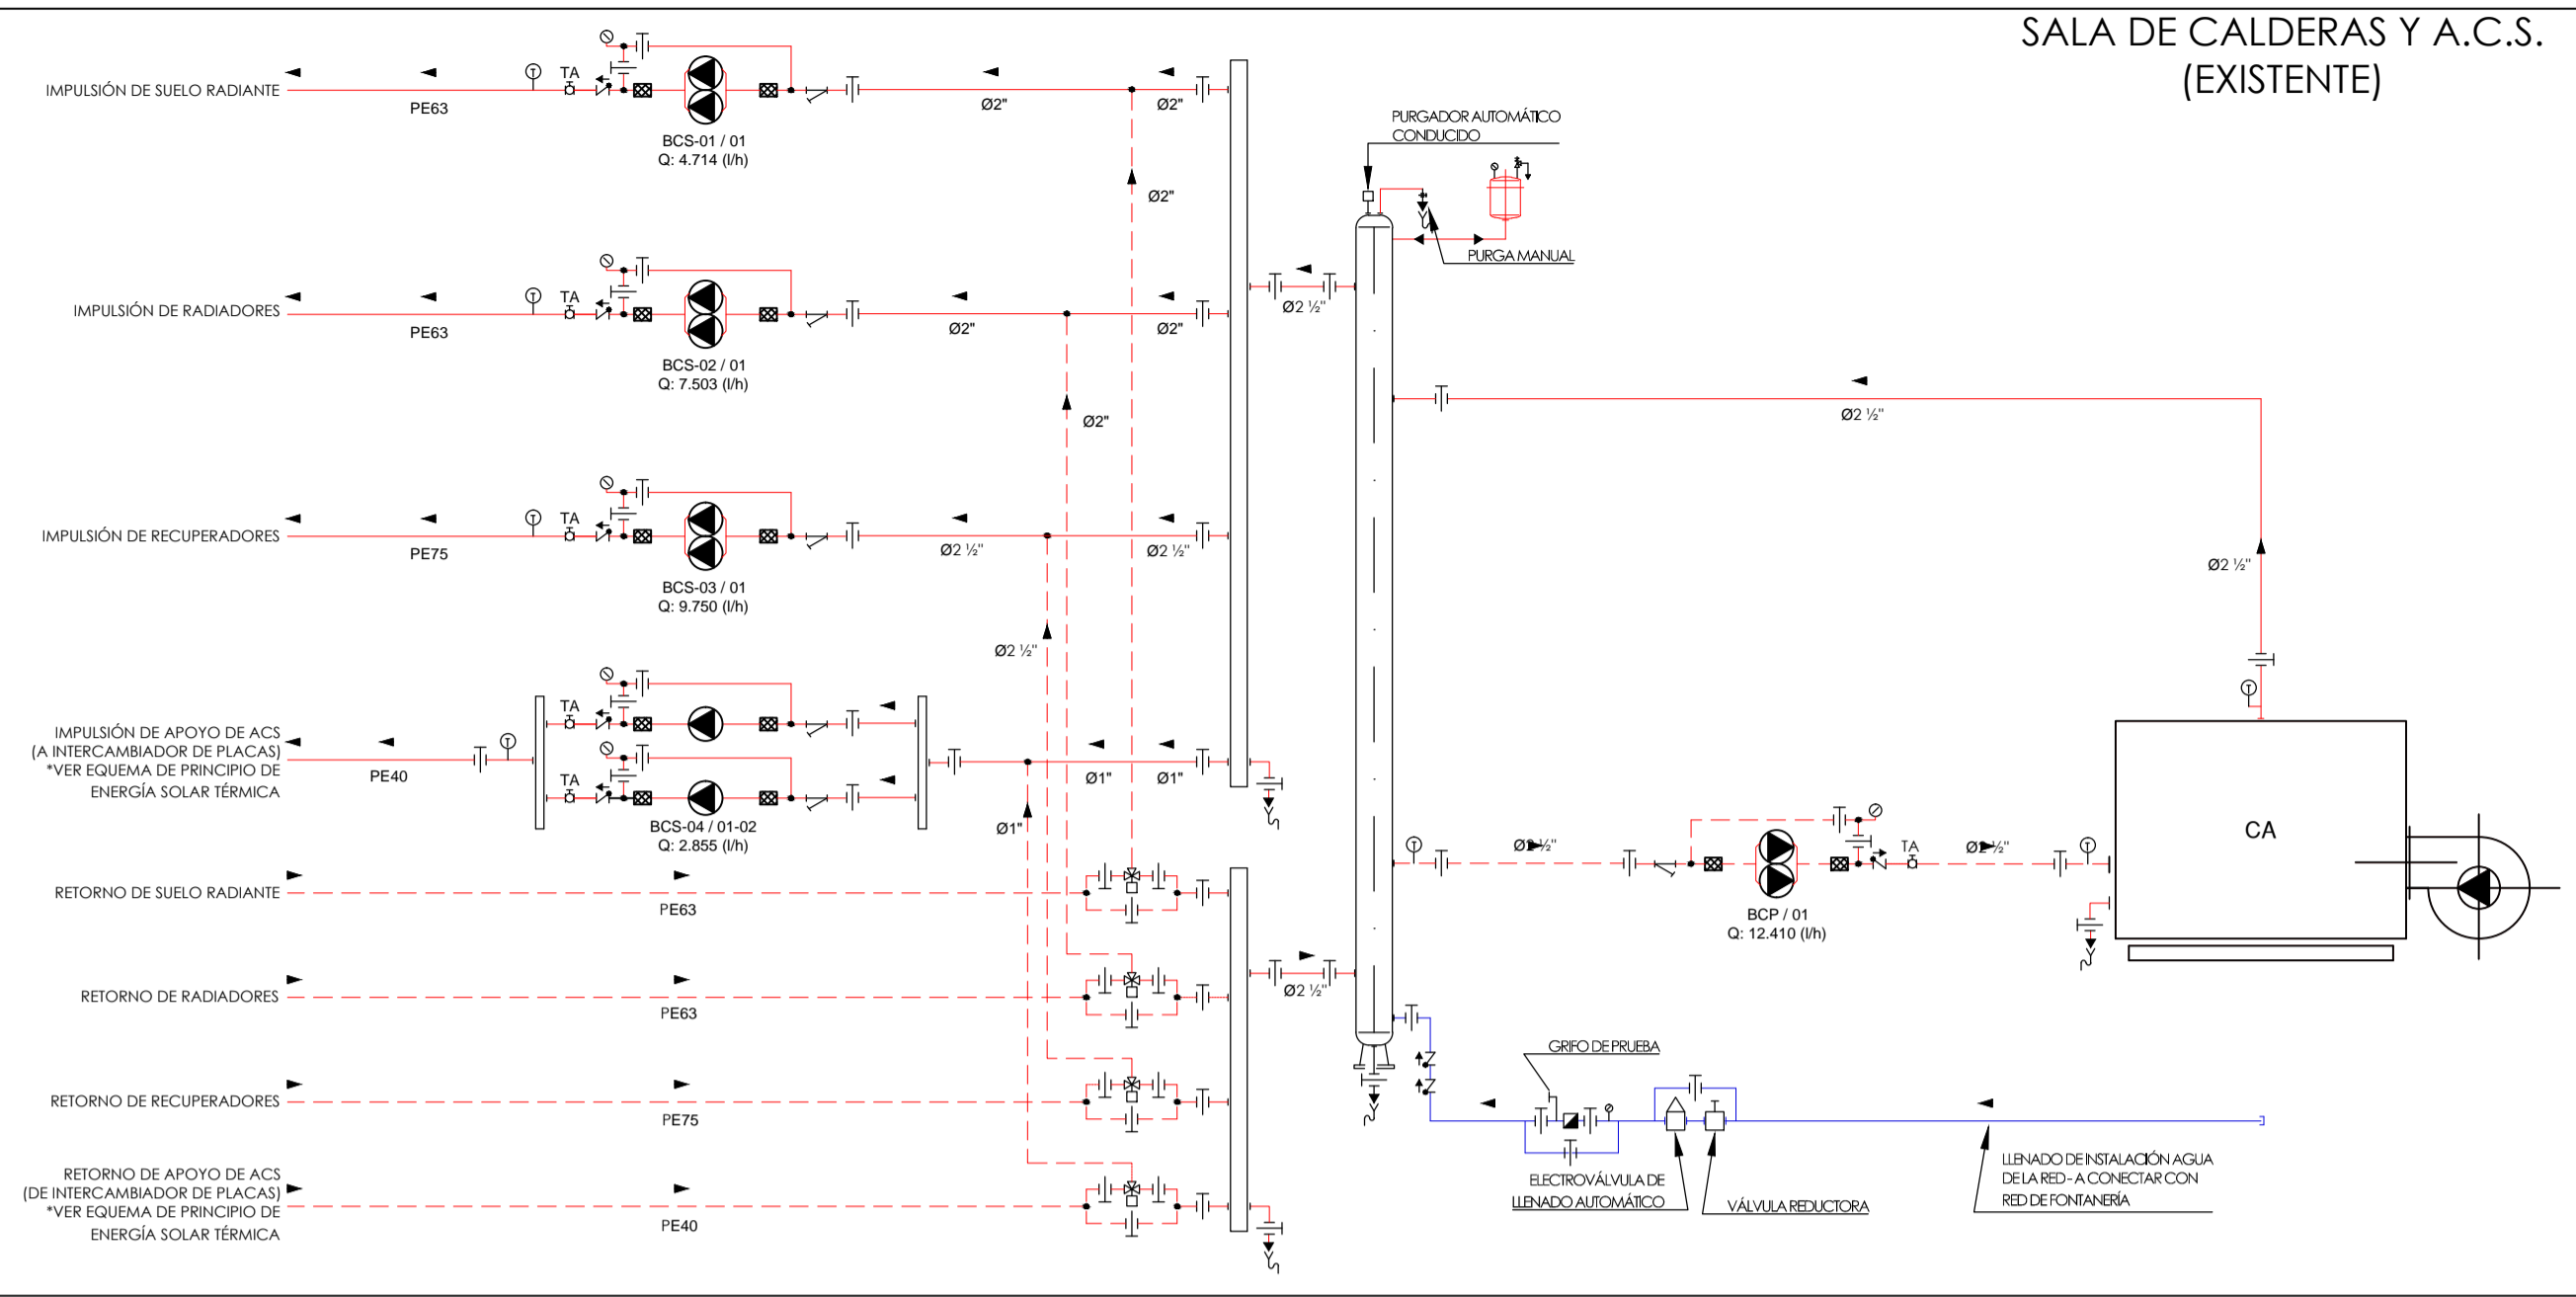 SALA DE CALDERAS Y A.C.S.
(EXISTENTE)
IMPULSIÓN DE SUELO RADIANTE
PE63
T
TA
BCS-01 / 01
Q: 4.714 (l/h)
Ø2"
Ø2"
Ø2"
PURGADOR AUTOMÁTICO
CONDUCIDO
PURGA MANUAL
IMPULSIÓN DE RADIADORES
PE63
T
TA
BCS-02 / 01
Q: 7.503 (l/h)
Ø2"
Ø2"
Ø2"
Ø2 ½"
Ø2 ½"
Ø2 ½"
IMPULSIÓN DE RECUPERADORES
PE75
T
TA
BCS-03 / 01
Q: 9.750 (l/h)
Ø2 ½"
Ø2 ½"
Ø2 ½"
IMPULSIÓN DE APOYO DE ACS
(A INTERCAMBIADOR DE PLACAS)
*VER EQUEMA DE PRINCIPIO DE
ENERGÍA SOLAR TÉRMICA
PE40
T
TA
TA
BCS-04 / 01-02
Q: 2.855 (l/h)
Ø1"
Ø1"
Ø1"
T
CA
T
Ø2 ½"
TA
Ø2 ½"
T
BCP / 01
Q: 12.410 (l/h)
RETORNO DE SUELO RADIANTE
PE63
RETORNO DE RADIADORES
PE63
Ø2 ½"
RETORNO DE RECUPERADORES
PE75
RETORNO DE APOYO DE ACS
(DE INTERCAMBIADOR DE PLACAS)
*VER EQUEMA DE PRINCIPIO DE
ENERGÍA SOLAR TÉRMICA
PE40
GRIFO DE PRUEBA
ELECTROVÁLVULA DE
LLENADO AUTOMÁTICO
VÁLVULA REDUCTORA
LLENADO DE INSTALACIÓN AGUA
DE LA RED - A CONECTAR CON
RED DE FONTANERÍA